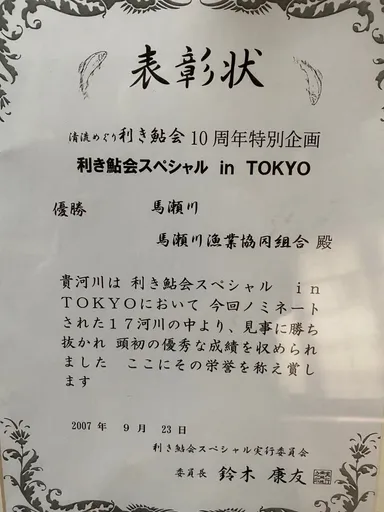 表彰状
清流めぐり利き鮎会 10周年特別企画
利き鮎会スペシャル in TOKYO
優勝 馬瀬川
馬瀬川漁業協同組合 殿
貴河川は 利き鮎会スペシャル in
TOKYOにおいて 今回ノミネート
された17河川の中より、見事に勝ち
抜かれ 頭初の優秀な成績を収められ
ました ここにその栄誉を称え賞しま
す
2007年 9月 23日
利き鮎会スペシャル実行委員会
委員長 鈴木 康友